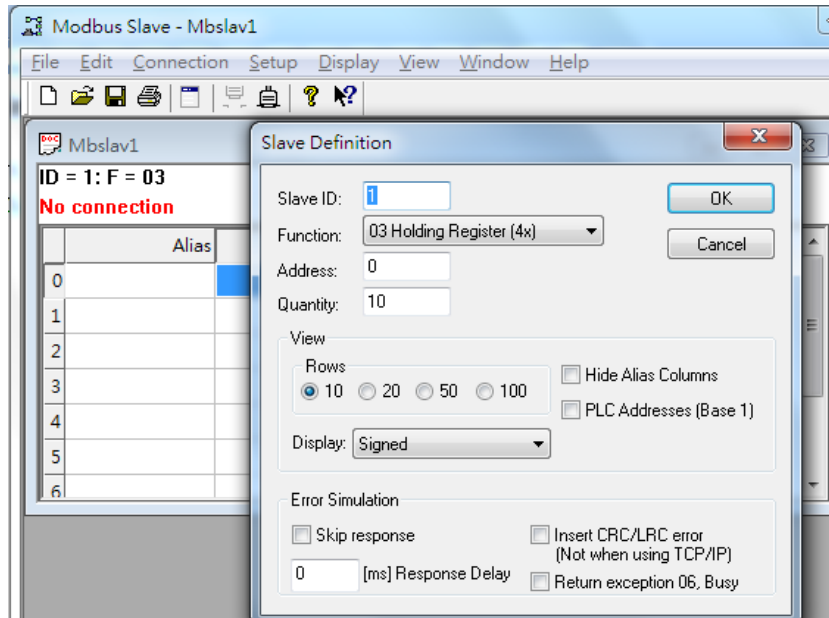 Modbus Slave - Mbslav1
File Edit Connection Setup Display View Window Help
Mbslav1
ID = 1: F = 03
No connection
Alias
0
1
2
3
4
5
6
Slave Definition
Slave ID: 1
OK
Function: 03 Holding Register (4x)
Cancel
Address: 0
Quantity: 10
View
Rows
10 20 50 100
Hide Alias Columns
PLC Addresses (Base 1)
Display: Signed
Error Simulation
Skip response
Insert CRC/LRC error
(Not when using TCP/IP)
0 [ms] Response Delay
Return exception 06, Busy